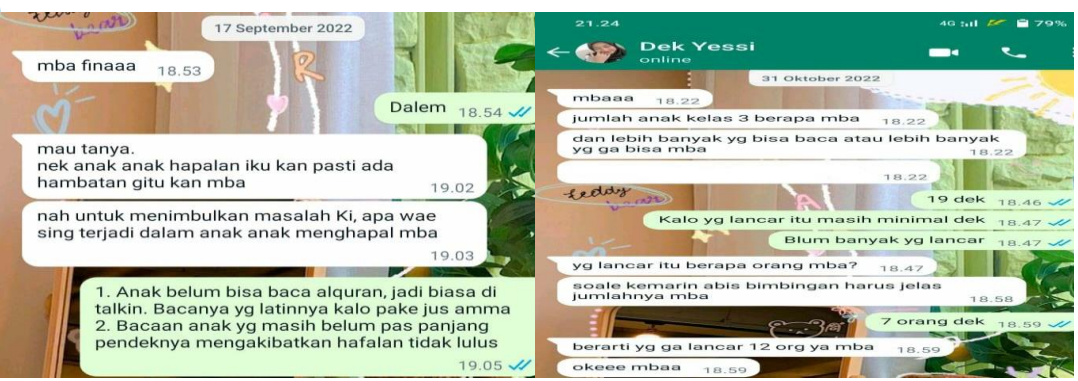 teddy
bear
17 September 2022
mba finaaa 18.53
R
Dalem 18.54
mau tanya.
nek anak anak hapalan iku kan pasti ada
hambatan gitu kan mba 19.02
nah untuk menimbulkan masalah Ki, apa wae
sing terjadi dalam anak anak menghapal mba
19.03
1. Anak belum bisa baca alquran, jadi biasa di
talkin. Bacanya yg latinnya kalo pake jus amma
2. Bacaan anak yg masih belum pas panjang
pendeknya mengakibatkan hafalan tidak lulus
19.05
21.24 4G 79%
Dek Yessi
online
31 Oktober 2022
mbaaa 18.22
jumlah anak kelas 3 berapa mba 18.22
dan lebih banyak yg bisa baca atau lebih banyak
yg ga bisa mba 18.22
18.22
teddy
bear
A
19 dek 18.46
Kalo yg lancar itu masih minimal dek 18.47
Blum banyak yg lancar 18.47
yg lancar itu berapa orang mba? 18.47
soale kemarin abis bimbingan harus jelas
jumlahnya mba 18.58
7 orang dek 18.59
berarti yg ga lancar 12 org ya mba 18.59
okeee mbaa 18.59